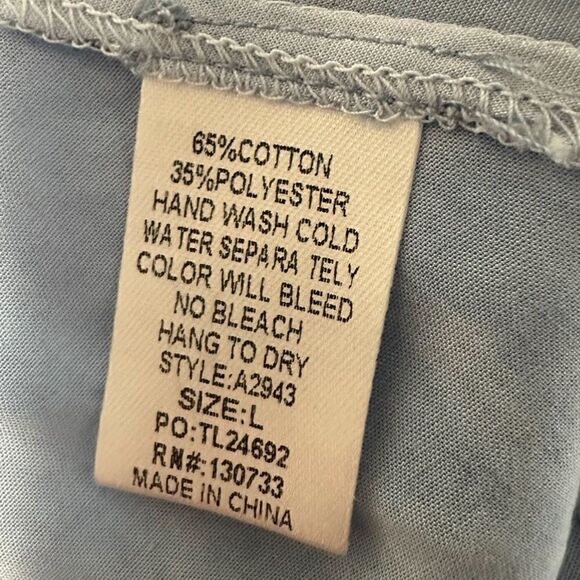 65%COTTON
35%POLYESTER
HAND WASH COLD
WATER SEPARA TELY
COLOR WILL BLEED
NO BLEACH
HANG TO DRY
STYLE:A2943
SIZE:L
PO:TL24692
RN#:130733
MADE IN CHINA